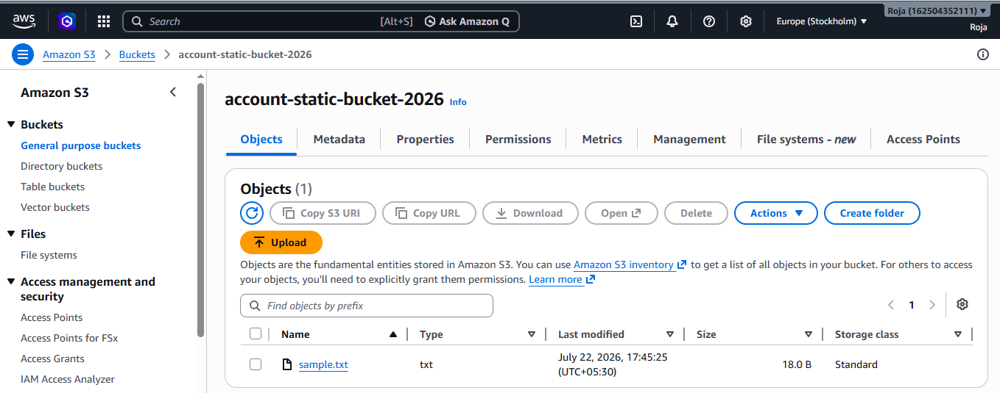 aws
Search
[Alt+S]
Ask Amazon Q
Europe (Stockholm)
Roja (162504352111)
Roja
Amazon S3
Buckets
account-static-bucket-2026
Amazon S3
Buckets
General purpose buckets
Directory buckets
Table buckets
Vector buckets
Files
File systems
Access management and
security
Access Points
Access Points for FSx
Access Grants
IAM Access Analyzer
account-static-bucket-2026 Info
Objects
Metadata
Properties
Permissions
Metrics
Management
File systems - new
Access Points
Objects (1)
Copy S3 URI
Copy URL
Download
Open
Delete
Actions
Create folder
Upload
Objects are the fundamental entities stored in Amazon S3. You can use Amazon S3 inventory to get a list of all objects in your bucket. For others to access
your objects, you'll need to explicitly grant them permissions. Learn more
Find objects by prefix
1
Name
Type
Last modified
Size
Storage class
sample.txt
txt
July 22, 2026, 17:45:25
(UTC+05:30)
18.0 B
Standard